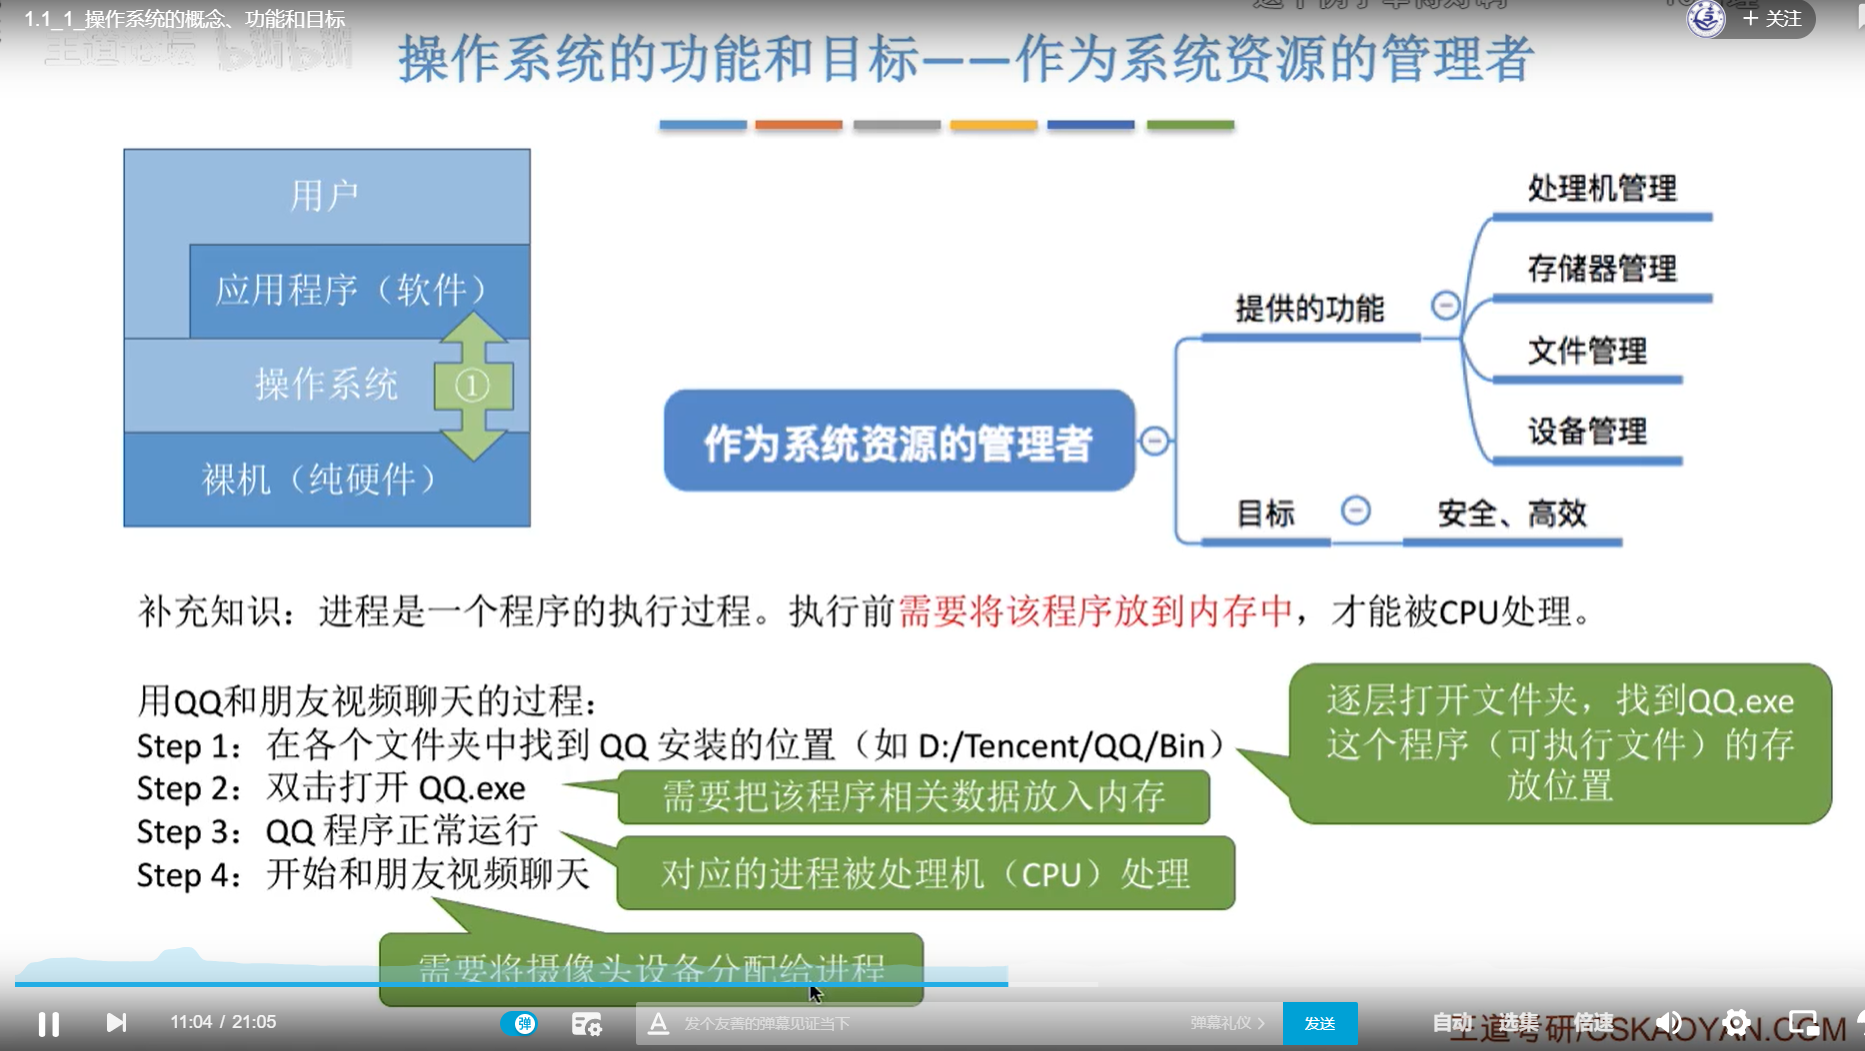 1.1_1_操作系统的概念、功能和目标
关注
王道论坛
操作系统的功能和目标——作为系统资源的管理者
用户
应用程序（软件）
操作系统
①
裸机（纯硬件）
作为系统资源的管理者
提供的功能
处理机管理
存储器管理
文件管理
设备管理
目标
安全、高效
补充知识：进程是一个程序的执行过程。执行前需要将该程序放到内存中，才能被CPU处理。
用QQ和朋友视频聊天的过程：
Step 1：在各个文件夹中找到 QQ 安装的位置（如 D:/Tencent/QQ/Bin）
逐层打开文件夹，找到QQ.exe
这个程序（可执行文件）的存
放位置
Step 2：双击打开 QQ.exe
需要把该程序相关数据放入内存
Step 3：QQ 程序正常运行
对应的进程被处理机（CPU）处理
Step 4：开始和朋友视频聊天
需要将摄像头设备分配给进程
11:04 / 21:05
弹
发个友善的弹幕见证当下
弹幕礼仪
发送
自动
选集
倍速
王道考研/CSKAOYAN.COM